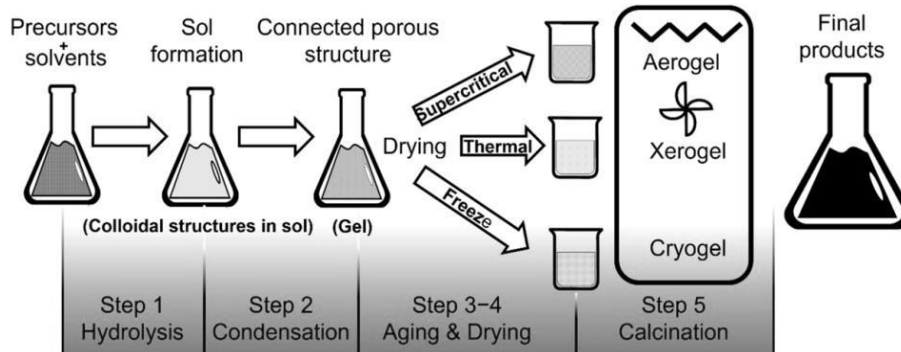 Precursors
+
solvents
Sol
formation
Connected porous
structure
Final
products
Supercritical
Drying
Thermal
Freeze
Aerogel
Xerogel
Cryogel
(Colloidal structures in sol)
(Gel)
Step 1
Hydrolysis
Step 2
Condensation
Step 3–4
Aging & Drying
Step 5
Calcination